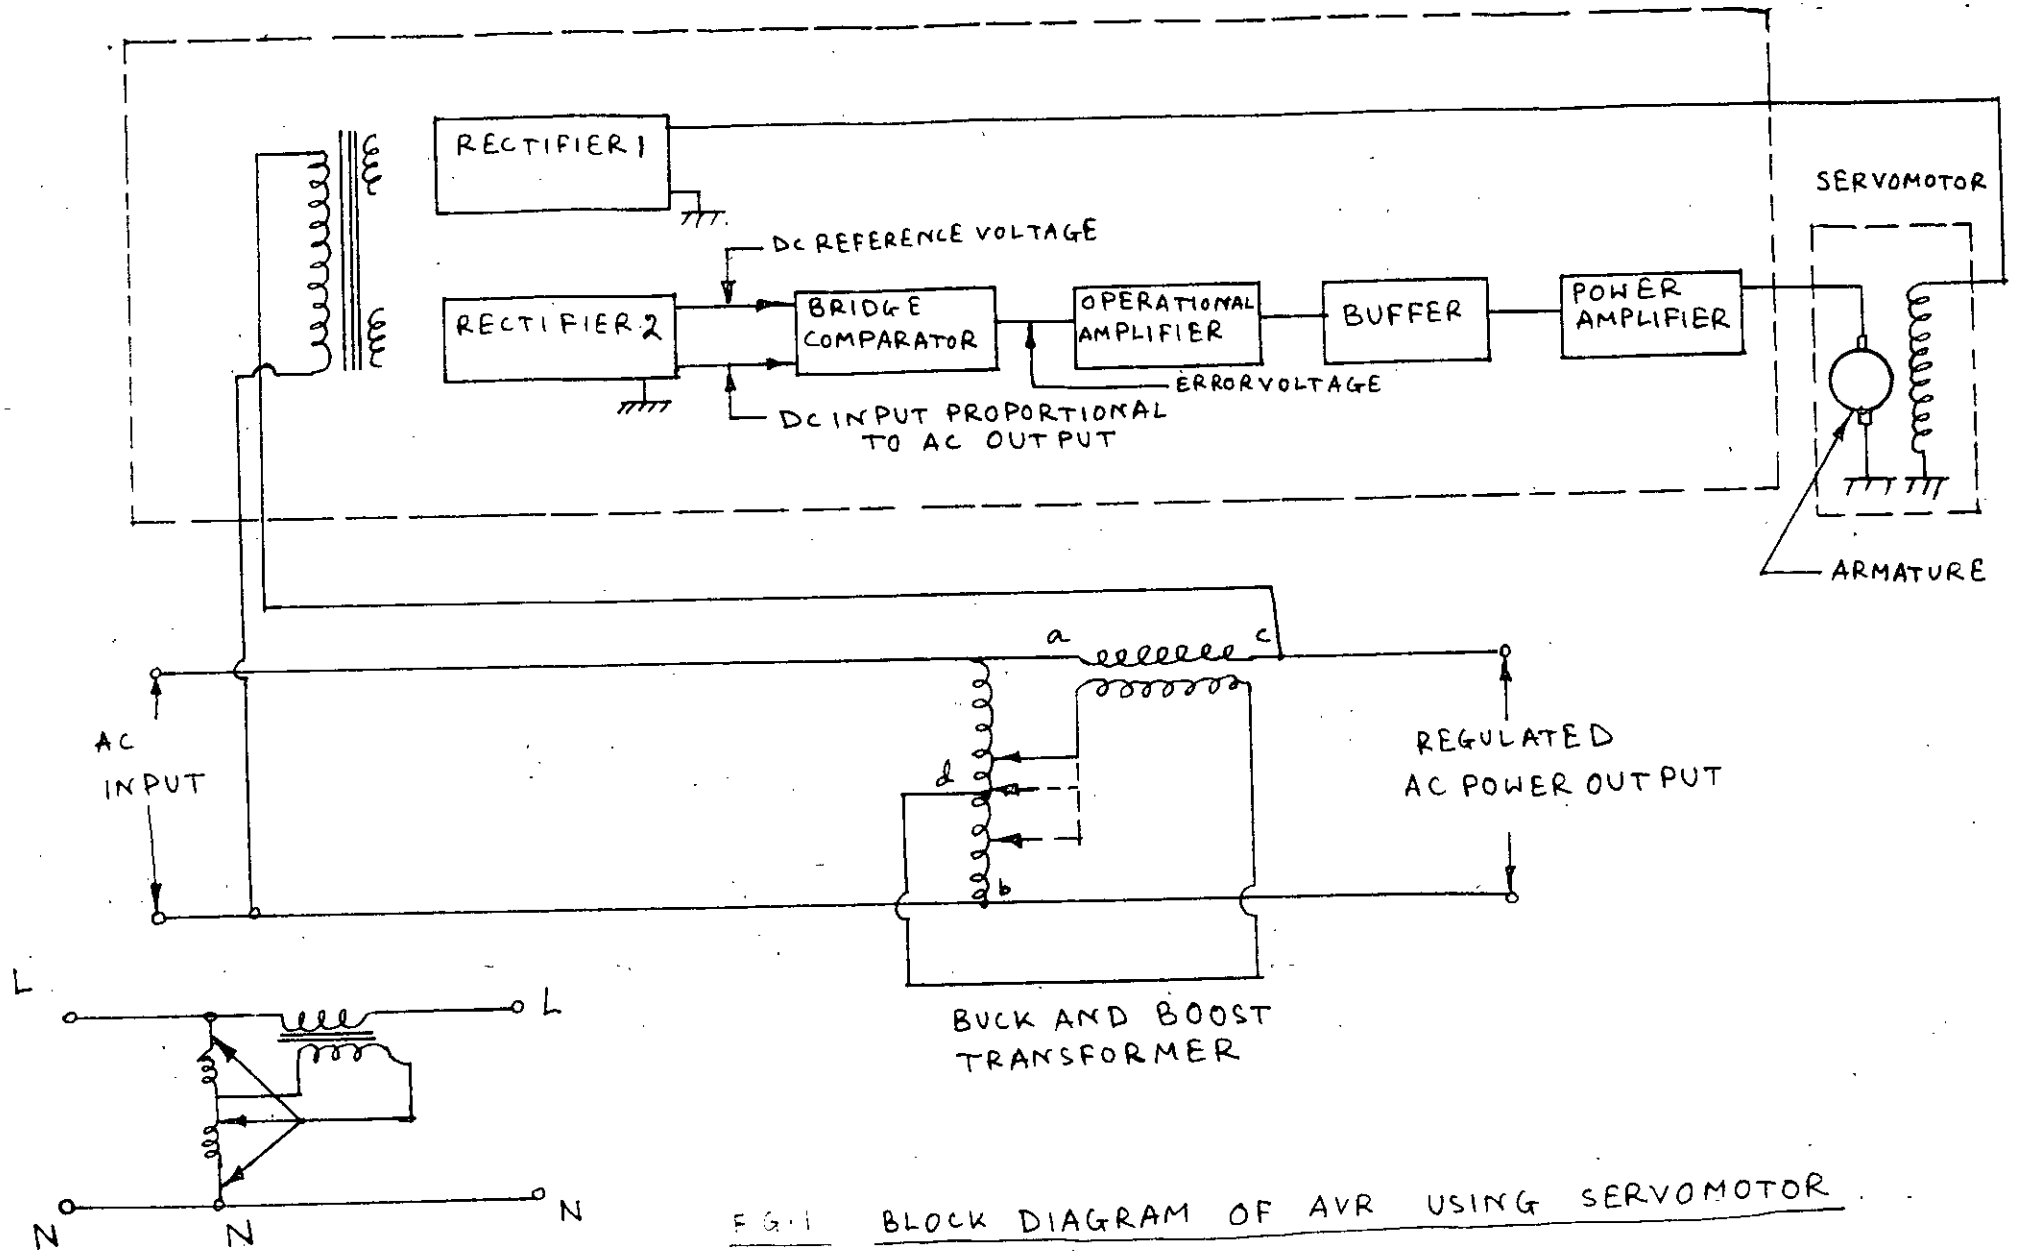 RECTIFIER 1
SERVOMOTOR
DC REFERENCE VOLTAGE
RECTIFIER 2
BRIDGE
COMPARATOR
OPERATIONAL
AMPLIFIER
BUFFER
POWER
AMPLIFIER
ERROR VOLTAGE
DC INPUT PROPORTIONAL
TO AC OUTPUT
ARMATURE
a
c
AC
INPUT
d
REGULATED
AC POWER OUTPUT
b
L
L
BUCK AND BOOST
TRANSFORMER
N
N
N
FG.1 BLOCK DIAGRAM OF AVR USING SERVOMOTOR